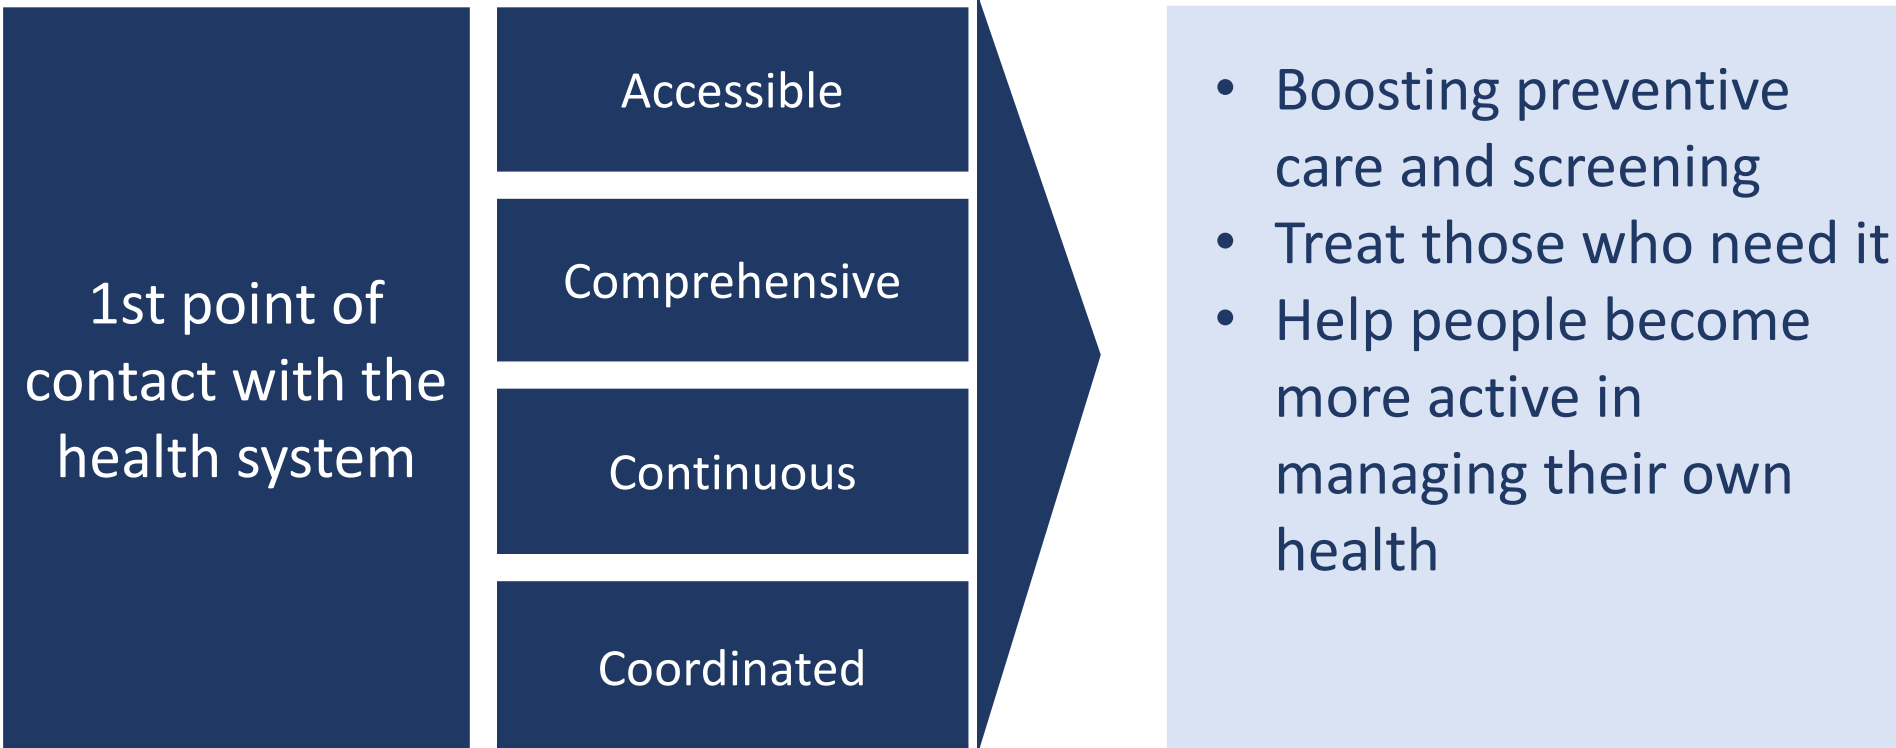 1st point of
contact with the
health system
Accessible
Comprehensive
Continuous
Coordinated
• Boosting preventive
care and screening
• Treat those who need it
• Help people become
more active in
managing their own
health